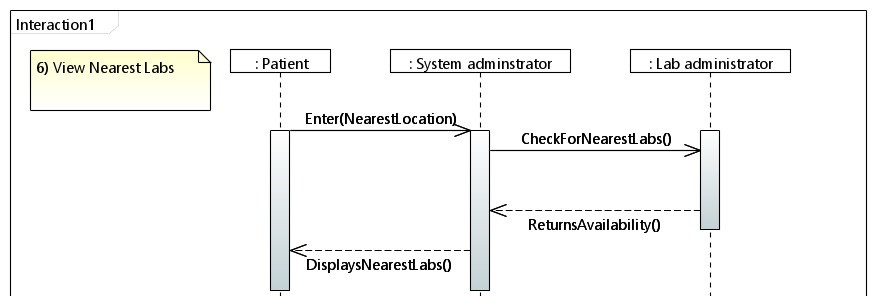 Interaction1
6) View Nearest Labs
: Patient
: System adminstrator
: Lab administrator
Enter(NearestLocation)
CheckForNearestLabs()
ReturnsAvailability()
DisplaysNearestLabs()